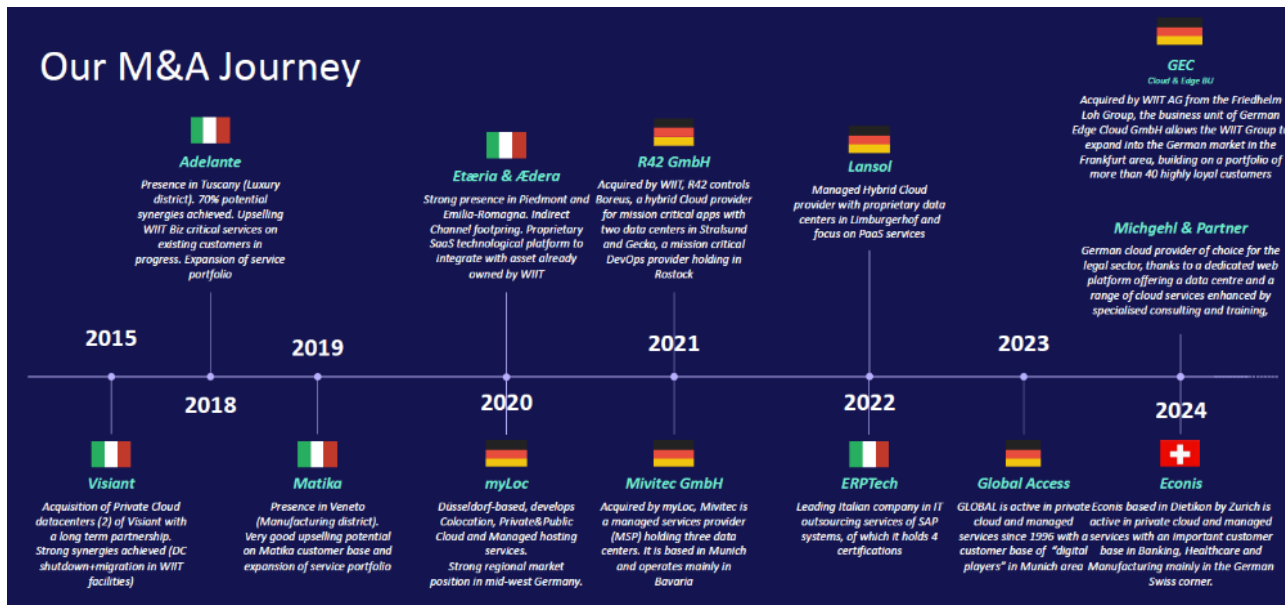 Our M&A Journey
GEC
Cloud & Edge BU
Acquired by WIIT AG from the Friedhelm
Loh Group, the business unit of German
Edge Cloud GmbH allows the WIIT Group to
expand into the German market in the
Frankfurt area, building on a portfolio of
more than 40 highly loyal customers
Adelante
Presence in Tuscany (Luxury
district). 70% potential
synergies achieved. Upselling
WIIT Biz critical services on
existing customers in
progress. Expansion of service
portfolio
Etæria & Ædera
Strong presence in Piedmont and
Emilia-Romagna. Indirect
Channel footpring. Proprietary
SaaS technological platform to
integrate with asset already
owned by WIIT
R42 GmbH
Acquired by WIIT, R42 controls
Boreus, a hybrid Cloud provider
for mission critical apps with
two data centers in Stralsund
and Gecko, a mission critical
DevOps provider holding in
Rostock
Lansol
Managed Hybrid Cloud
provider with proprietary data
centers in Limburgerhof and
focus on PaaS services
Michgehl & Partner
German cloud provider of choice for the
legal sector, thanks to a dedicated web
platform offering a data centre and a
range of cloud services enhanced by
specialised consulting and training,
2015
2019
2021
2023
2018
2020
2022
2024
Visiant
Acquisition of Private Cloud
datacenters (2) of Visiant with
a long term partnership.
Strong synergies achieved (DC
shutdown+migration in WIIT
facilities)
Matika
Presence in Veneto
(Manufacturing district).
Very good upselling potential
on Matika customer base and
expansion of service portfolio
myLoc
Düsseldorf-based, develops
Colocation, Private&Public
Cloud and Managed hosting
services.
Strong regional market
position in mid-west Germany.
Mivitec GmbH
Acquired by myLoc, Mivitec is
a managed services provider
(MSP) holding three data
centers. It is based in Munich
and operates mainly in
Bavaria
ERPTech
Leading Italian company in IT
outsourcing services of SAP
systems, of which it holds 4
certifications
Global Access
GLOBAL is active in private
cloud and managed
services since 1996 with a
customer base of "digital
players" in Munich area
Econis
Econis based in Dietikon by Zurich is
active in private cloud and managed
services with an important customer
base in Banking, Healthcare and
Manufacturing mainly in the German
Swiss corner.